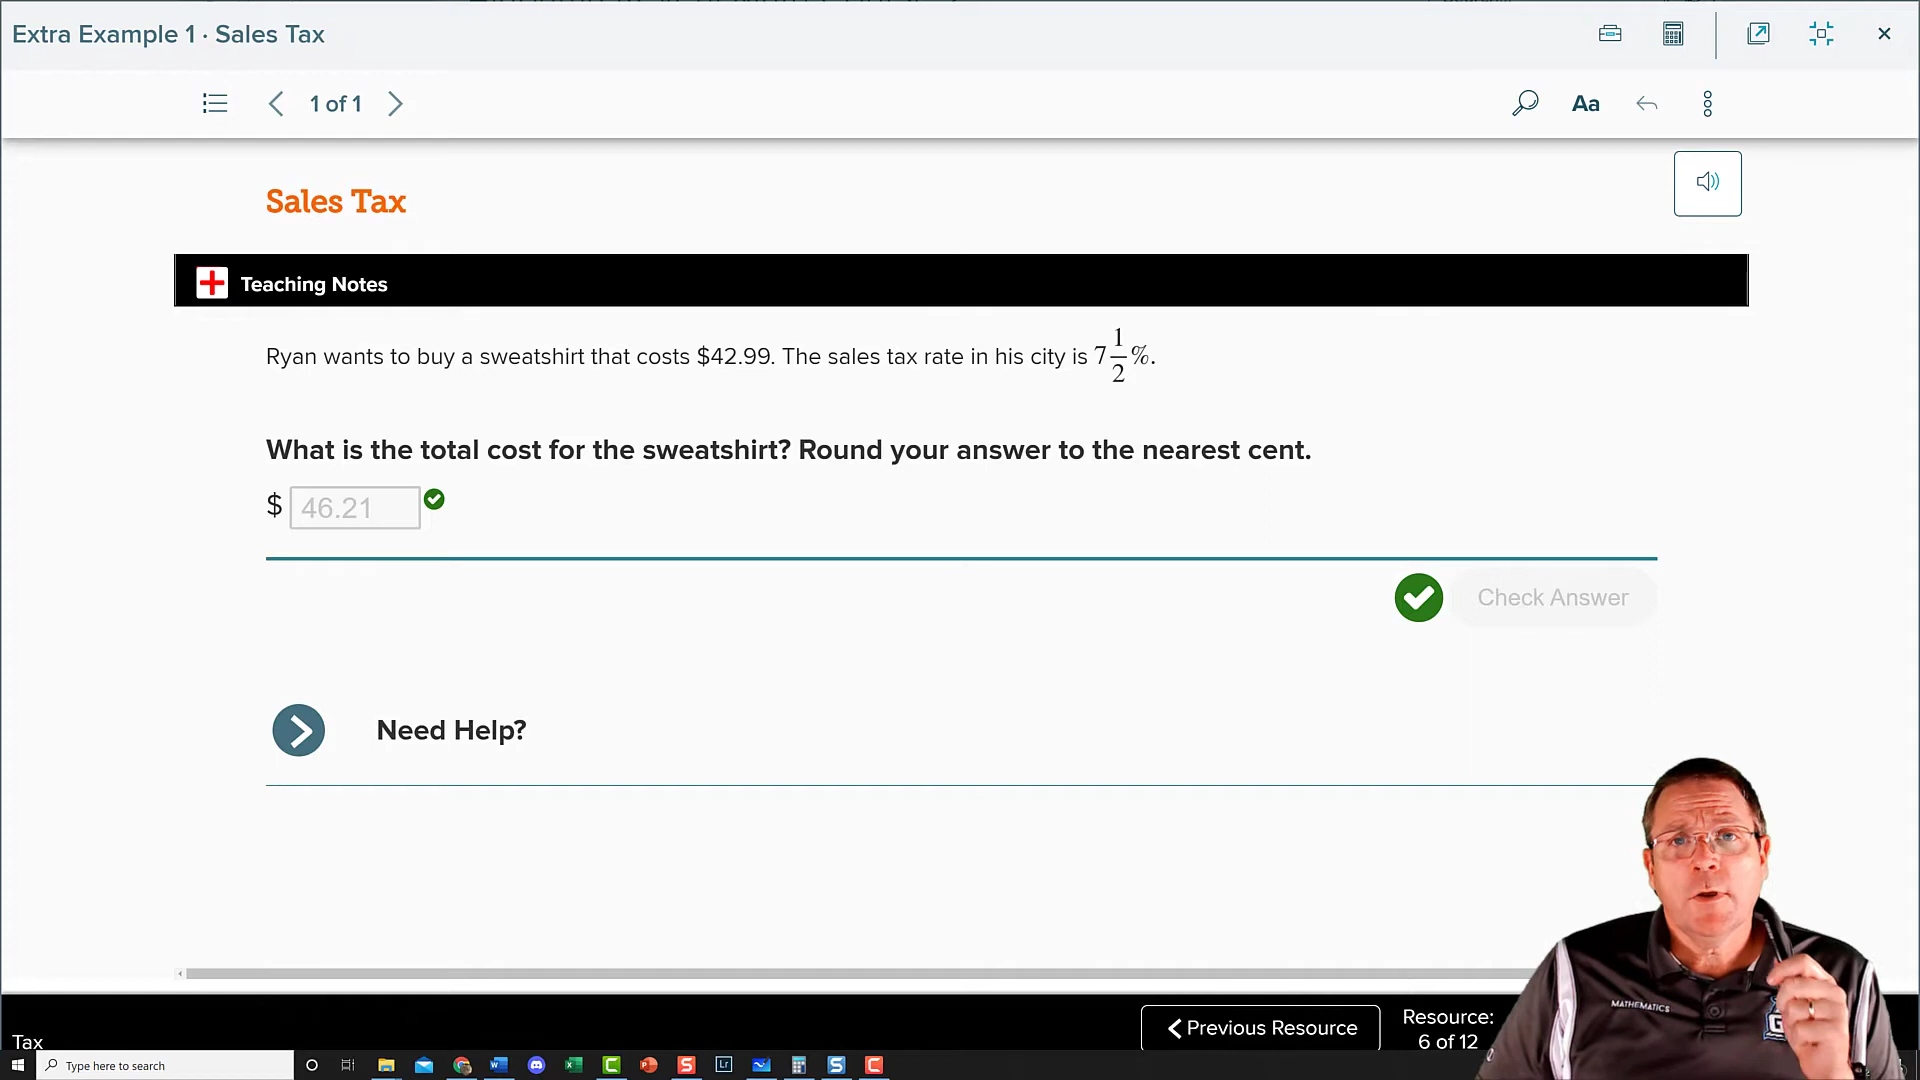 Extra Example 1 · Sales Tax
1 of 1
Aa
Sales Tax
Teaching Notes
Ryan wants to buy a sweatshirt that costs $42.99. The sales tax rate in his city is 7 1/2 %.
What is the total cost for the sweatshirt? Round your answer to the nearest cent.
$ 46.21
Check Answer
Need Help?
MATHEMATICS
G
Previous Resource
Resource:
6 of 12
Tax
Type here to search